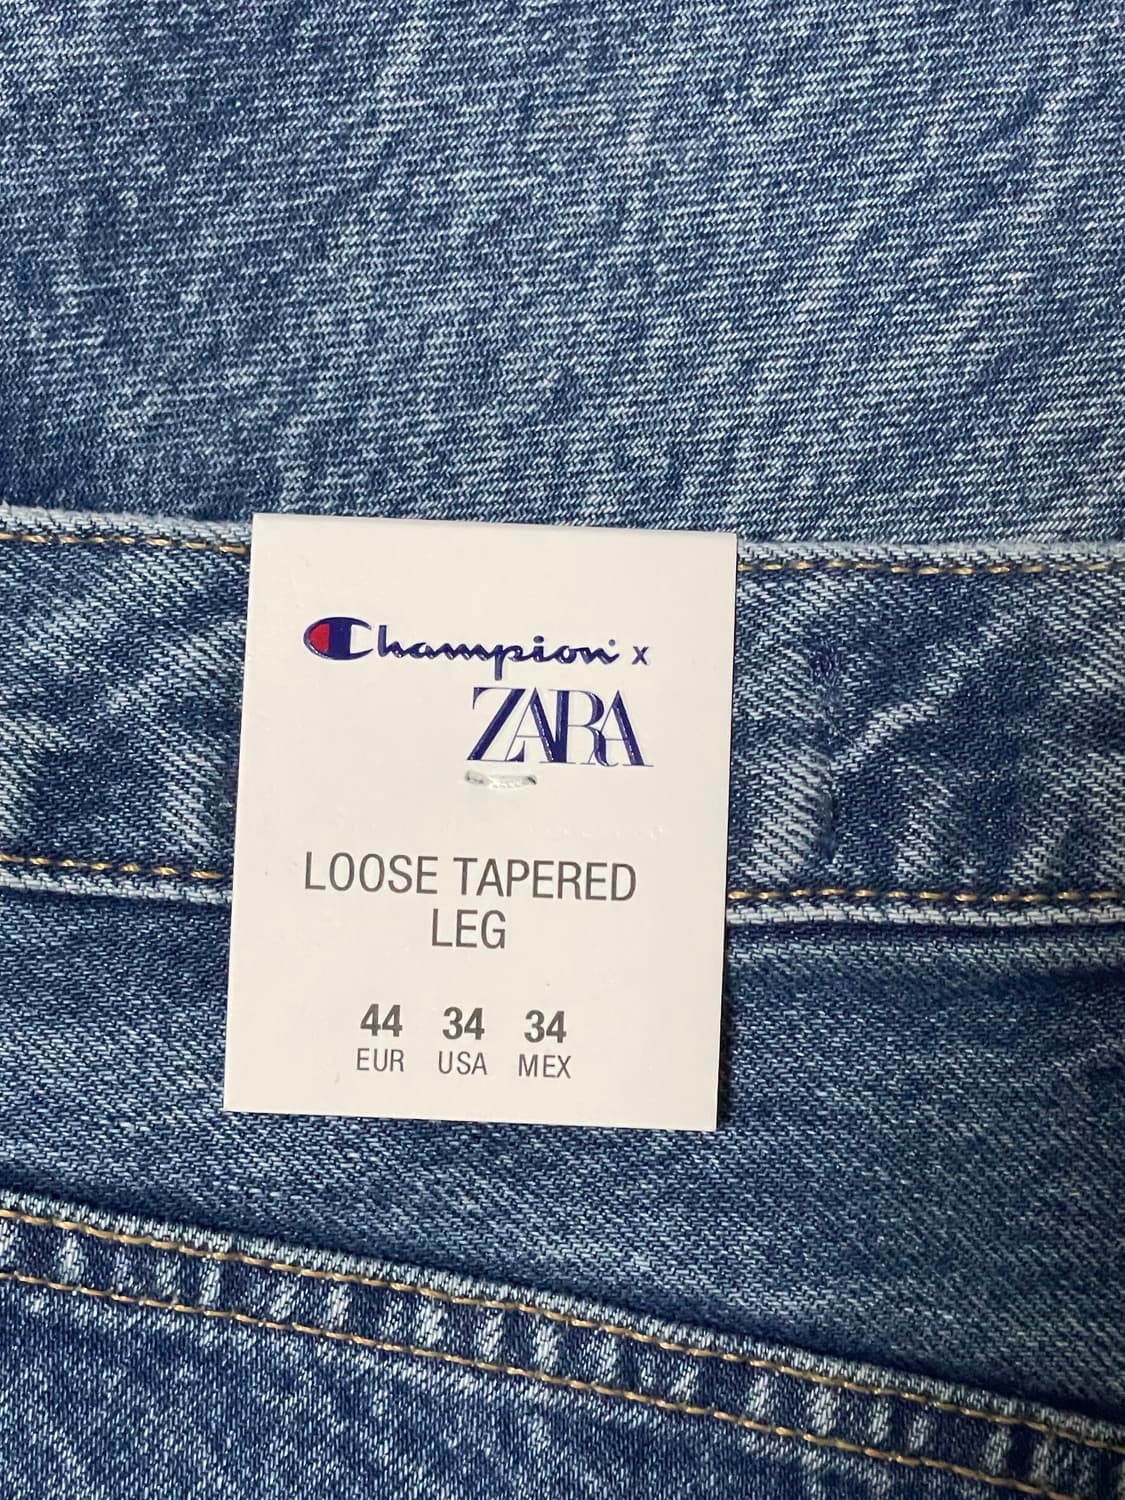 Champion x
ZARA
LOOSE TAPERED
LEG
44 34 34
EUR USA MEX